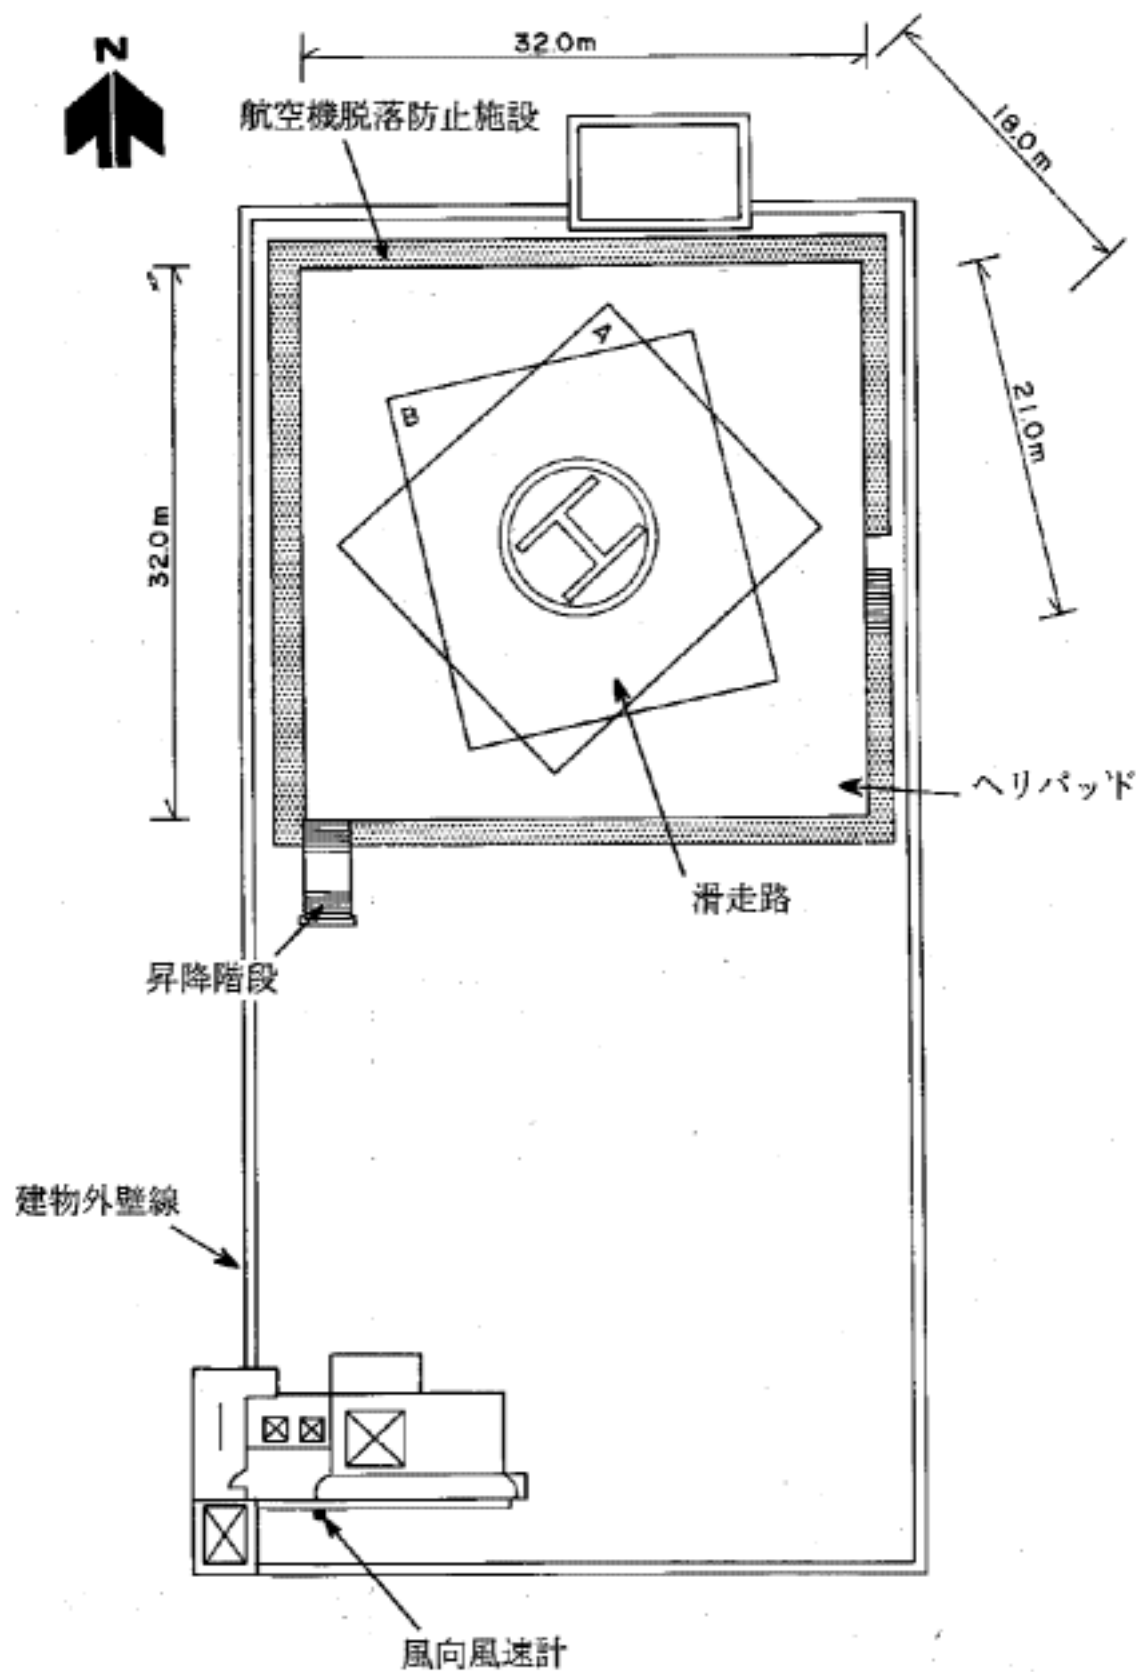 N
32.0m
航空機脱落防止施設
18.0m
A
B
21.0m
32.0m
H
ヘリパッド
滑走路
昇降階段
建物外壁線
風向風速計